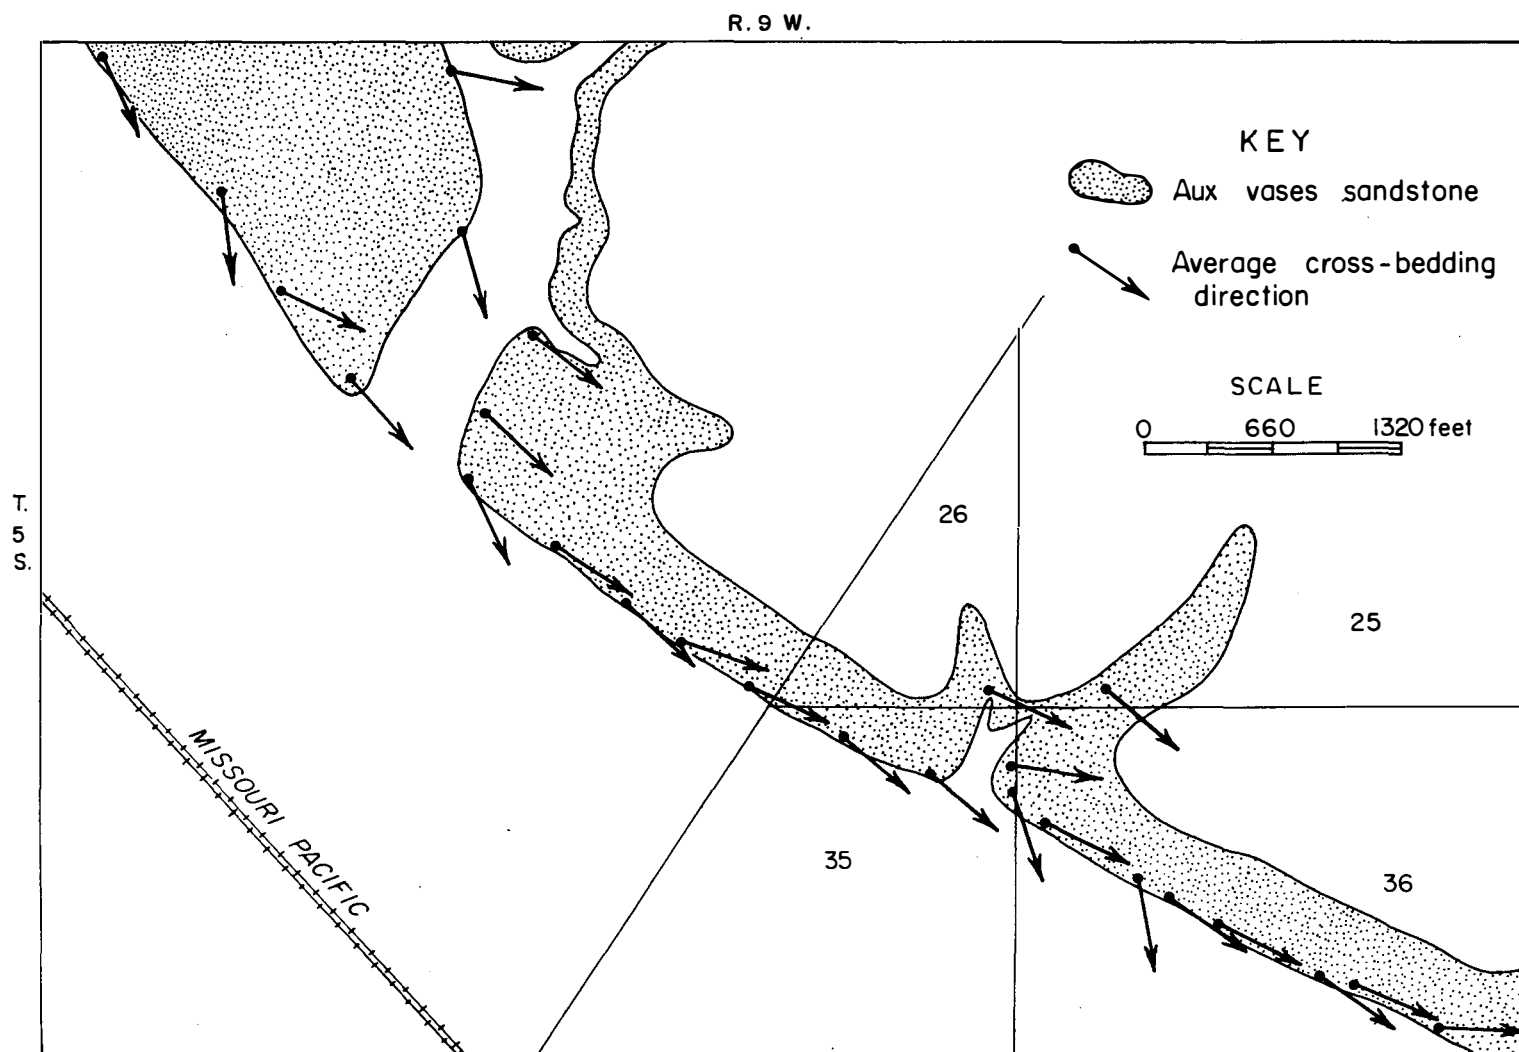 R. 9 W.
KEY
Aux vases sandstone
Average cross-bedding
direction
SCALE
0 660 1320 feet
T.
5
S.
26
25
MISSOURI PACIFIC
35
36